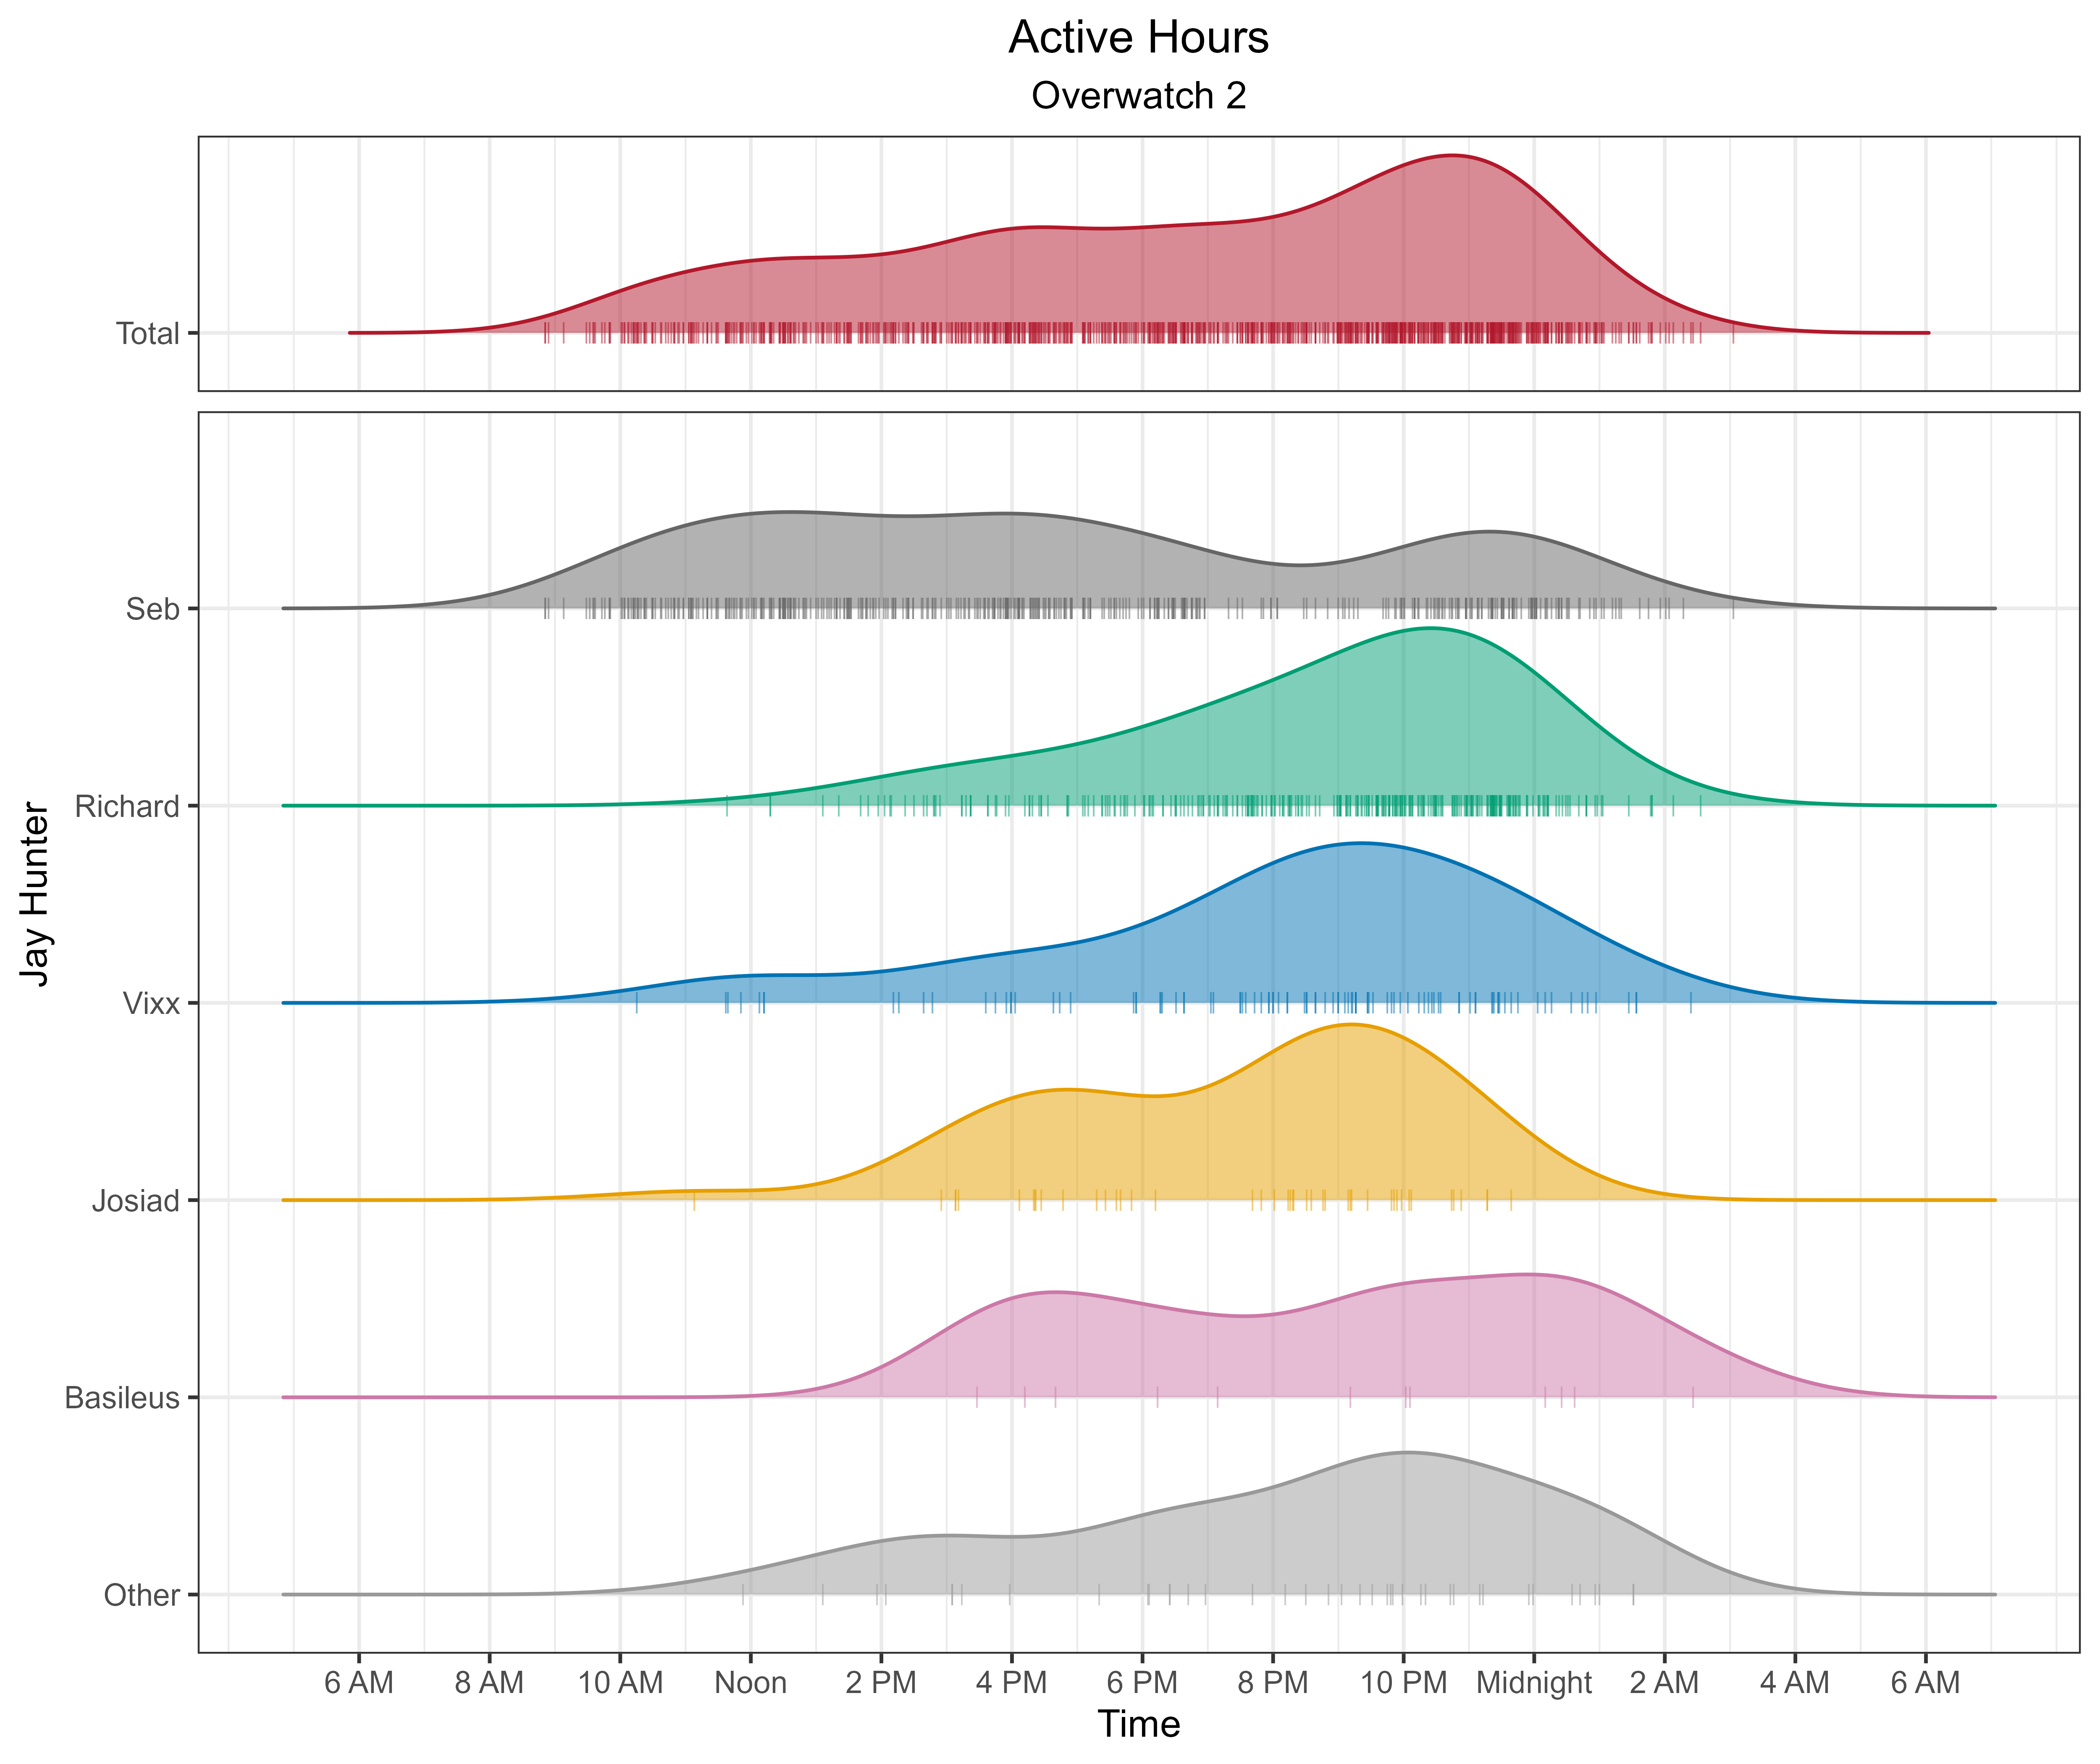 Active Hours
Overwatch 2
Total
Jay Hunter
Seb
Richard
Vixx
Josiad
Basileus
Other
6 AM 8 AM 10 AM Noon 2 PM 4 PM 6 PM 8 PM 10 PM Midnight 2 AM 4 AM 6 AM
Time